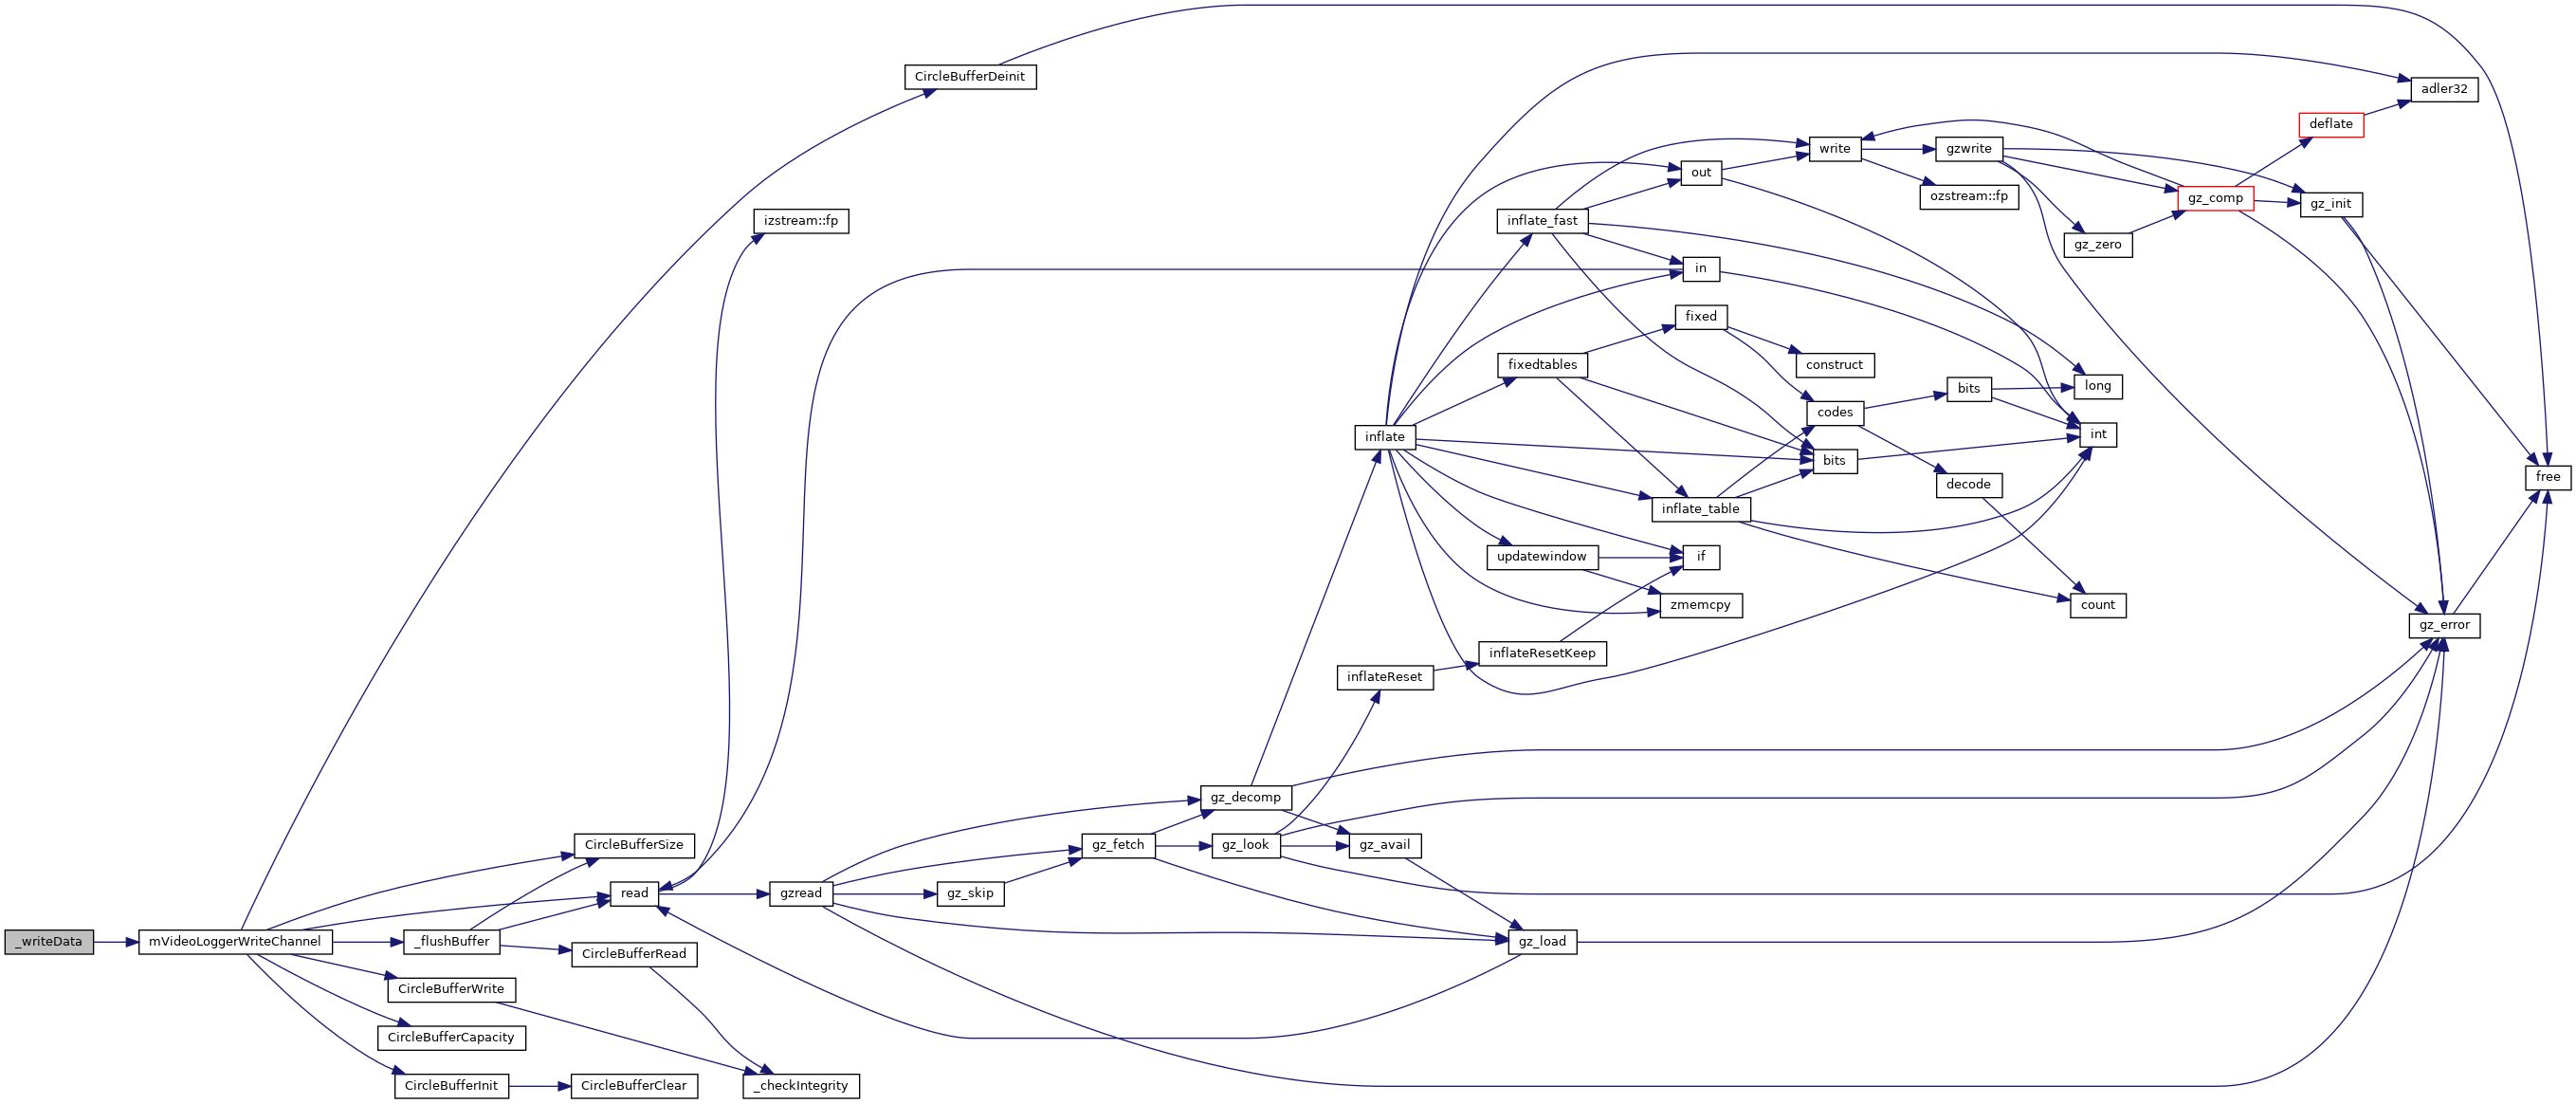 CircleBufferDeinit
adler32
deflate
write
gzwrite
out
ozstream::fp
gz_comp
gz_init
izstream::fp
inflate_fast
gz_zero
in
fixed
fixedtables
construct
long
bits
codes
inflate
int
bits
free
decode
inflate_table
updatewindow
if
zmemcpy
count
gz_error
inflateResetKeep
inflateReset
gz_decomp
CircleBufferSize
gz_fetch
gz_look
gz_avail
read
gzread
gz_skip
_writeData
mVideoLoggerWriteChannel
_flushBuffer
gz_load
CircleBufferRead
CircleBufferWrite
CircleBufferCapacity
CircleBufferInit
CircleBufferClear
_checkIntegrity